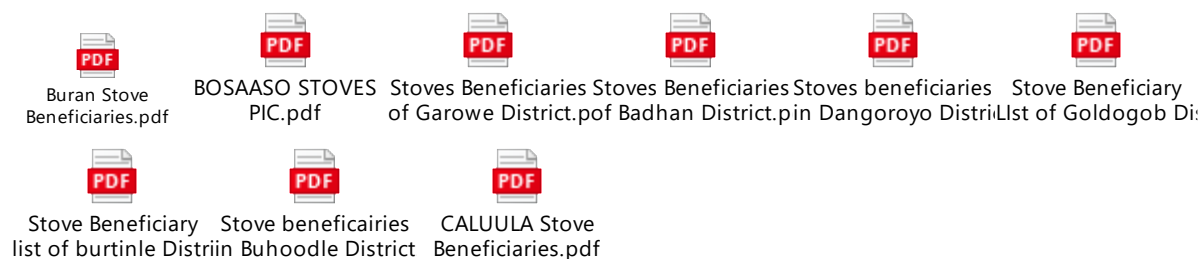 PDF PDF PDF PDF PDF PDF
Buran Stove
Beneficiaries.pdf
BOSAASO STOVES
PIC.pdf
Stoves Beneficiaries
of Garowe District.p
Stoves Beneficiaries
of Badhan District.p
Stoves beneficiaries
in Dangoroyo Distri
Stove Beneficiary
LIst of Goldogob Dis
PDF PDF PDF
Stove Beneficiary
list of burtinle Distri
Stove beneficairies
in Buhoodle District
CALUULA Stove
Beneficiaries.pdf